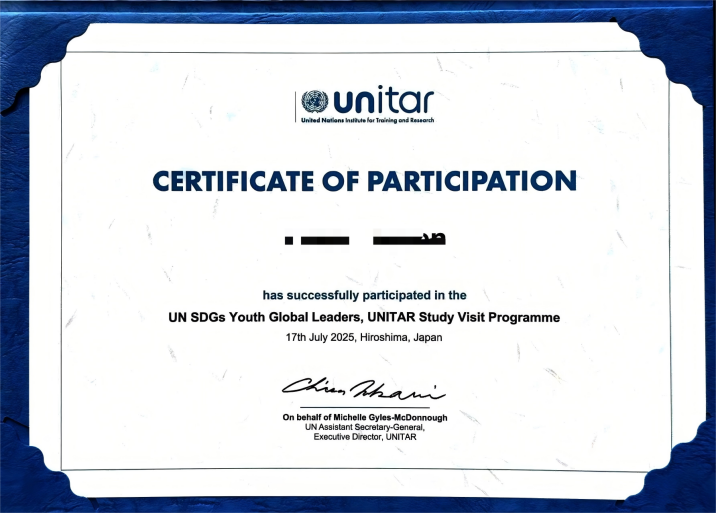 unitar
United Nations Institute for Training and Research
CERTIFICATE OF PARTICIPATION
has successfully participated in the
UN SDGs Youth Global Leaders, UNITAR Study Visit Programme
17th July 2025, Hiroshima, Japan
On behalf of Michelle Gyles-McDonnough
UN Assistant Secretary-General,
Executive Director, UNITAR